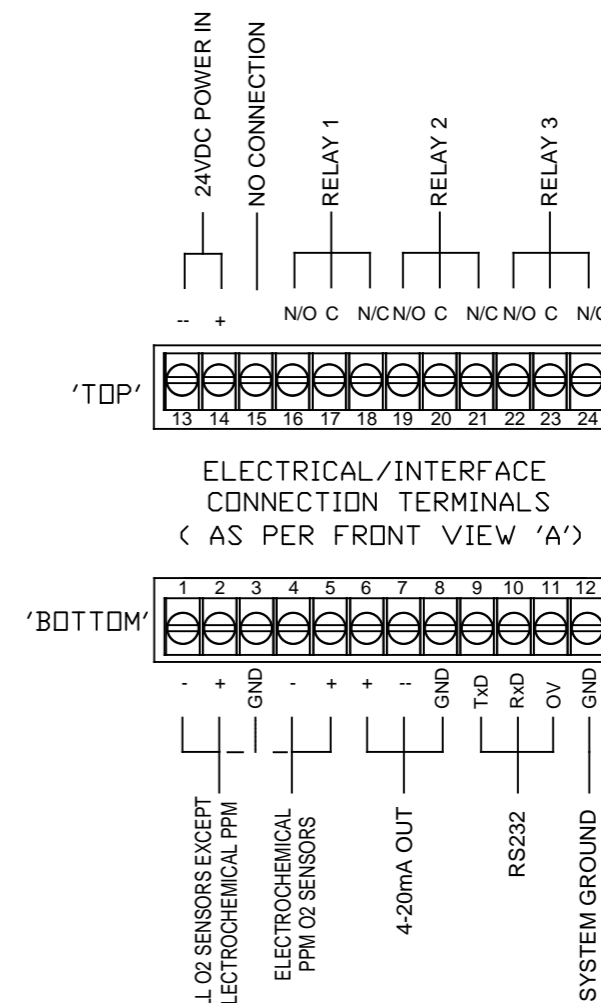 24VDC POWER IN
NO CONNECTION
RELAY 1
RELAY 2
RELAY 3
-- + N/O C N/C N/O C N/C N/O C
'TOP'
13 14 15 16 17 18 19 20 21 22 23 24
ELECTRICAL/INTERFACE
CONNECTION TERMINALS
( AS PER FRONT VIEW 'A')
1 2 3 4 5 6 7 8 9 10 11 12
'BOTTOM'
- + GND - + + -- GND TxD RxD OV GND
O2 SENSORS EXCEPT
PPM
ELECTROCHEMICAL
PPM O2 SENSORS
4-20mA OUT
RS232
SYSTEM GROUND